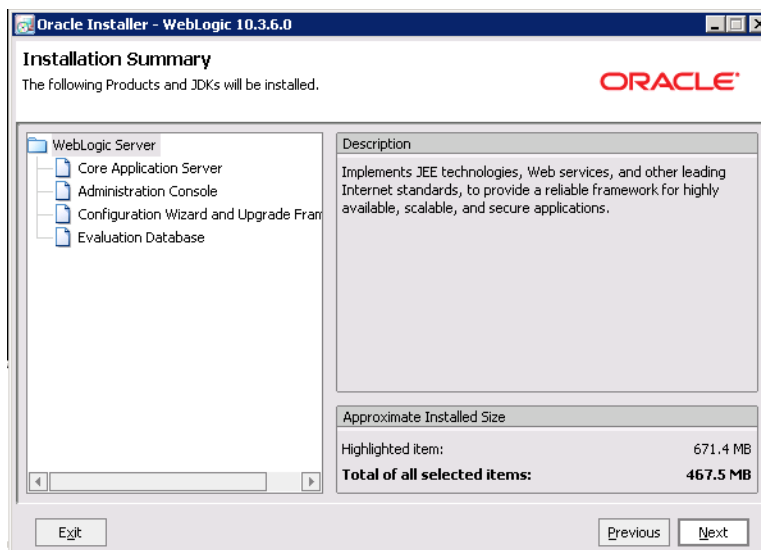 Oracle Installer - WebLogic 10.3.6.0
Installation Summary
The following Products and JDKs will be installed.
ORACLE
WebLogic Server
Core Application Server
Administration Console
Configuration Wizard and Upgrade Fran
Evaluation Database
Description
Implements JEE technologies, Web services, and other leading
Internet standards, to provide a reliable framework for highly
available, scalable, and secure applications.
Approximate Installed Size
Highlighted item: 671.4 MB
Total of all selected items: 467.5 MB
Exit
Previous
Next